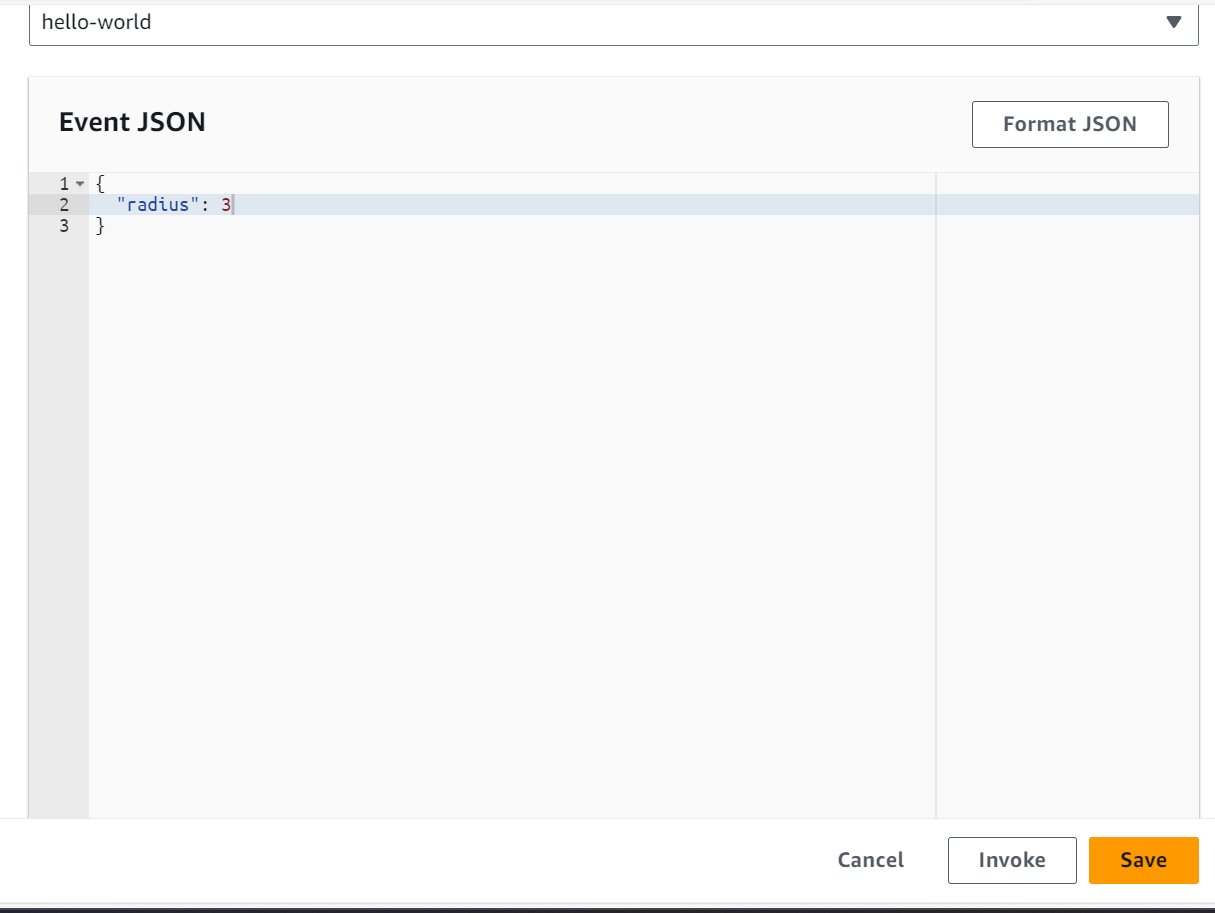 hello-world
Event JSON
Format JSON
1 {
2 "radius": 3
3 }
Cancel
Invoke
Save